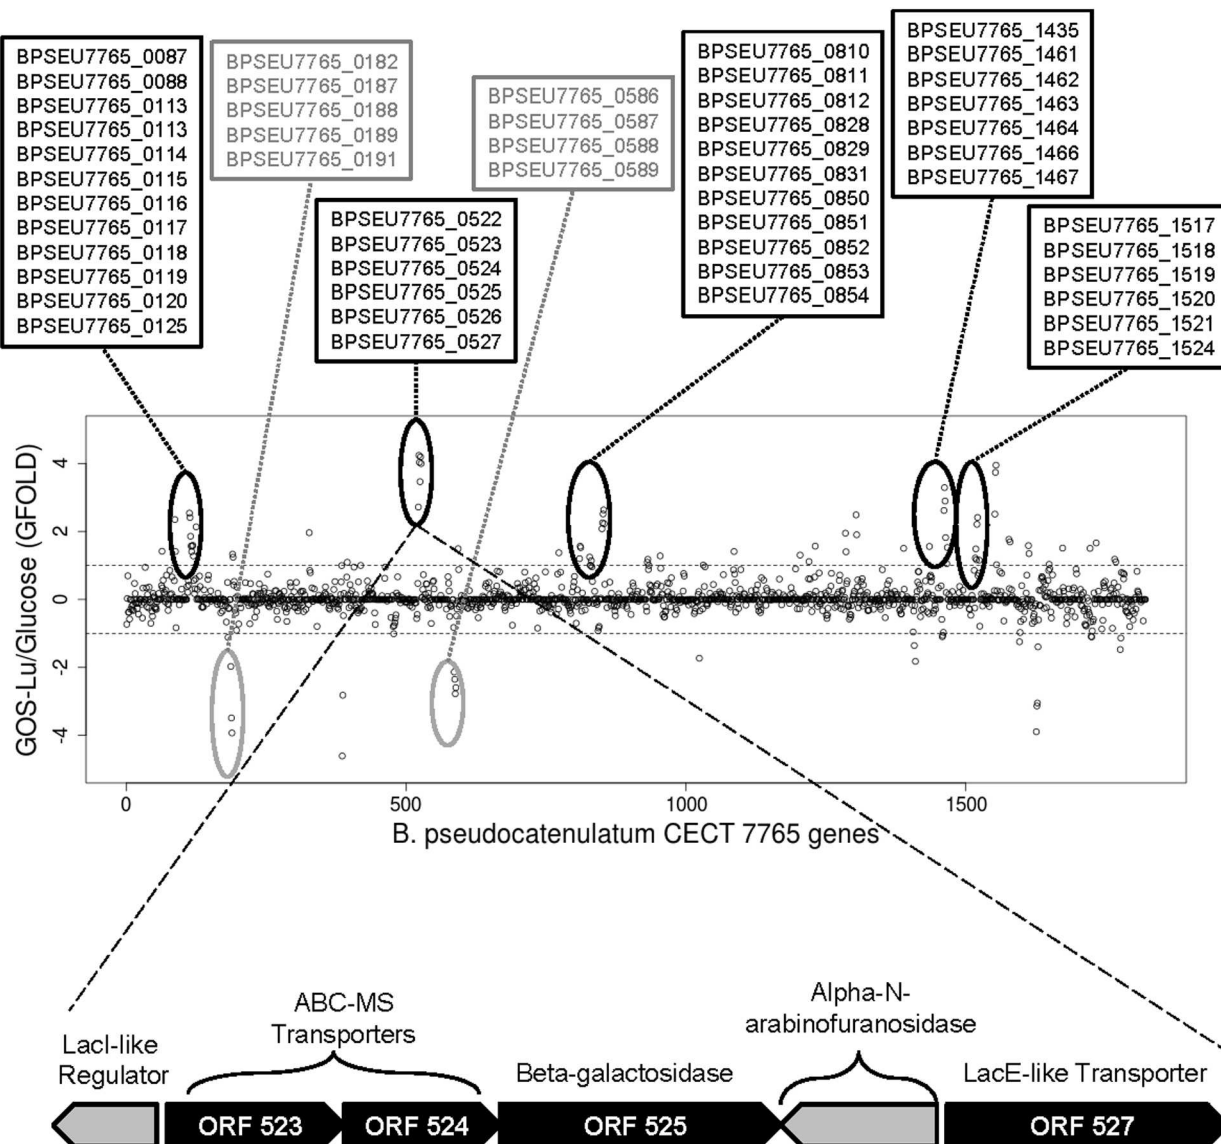 BPSEU7765_0087
BPSEU7765_0088
BPSEU7765_0113
BPSEU7765_0113
BPSEU7765_0114
BPSEU7765_0115
BPSEU7765_0116
BPSEU7765_0117
BPSEU7765_0118
BPSEU7765_0119
BPSEU7765_0120
BPSEU7765_0125
BPSEU7765_0182
BPSEU7765_0187
BPSEU7765_0188
BPSEU7765_0189
BPSEU7765_0191
BPSEU7765_0522
BPSEU7765_0523
BPSEU7765_0524
BPSEU7765_0525
BPSEU7765_0526
BPSEU7765_0527
BPSEU7765_0586
BPSEU7765_0587
BPSEU7765_0588
BPSEU7765_0589
BPSEU7765_0810
BPSEU7765_0811
BPSEU7765_0812
BPSEU7765_0828
BPSEU7765_0829
BPSEU7765_0831
BPSEU7765_0850
BPSEU7765_0851
BPSEU7765_0852
BPSEU7765_0853
BPSEU7765_0854
BPSEU7765_1435
BPSEU7765_1461
BPSEU7765_1462
BPSEU7765_1463
BPSEU7765_1464
BPSEU7765_1466
BPSEU7765_1467
BPSEU7765_1517
BPSEU7765_1518
BPSEU7765_1519
BPSEU7765_1520
BPSEU7765_1521
BPSEU7765_1524
GOS-Lu/Glucose (GFOLD)
4
2
0
-2
-4
0
500
1000
1500
B. pseudocatenulatum CECT 7765 genes
LacI-like
Regulator
ABC-MS
Transporters
Beta-galactosidase
Alpha-N-
arabinofuranosidase
LacE-like Transporter
ORF 523
ORF 524
ORF 525
ORF 527